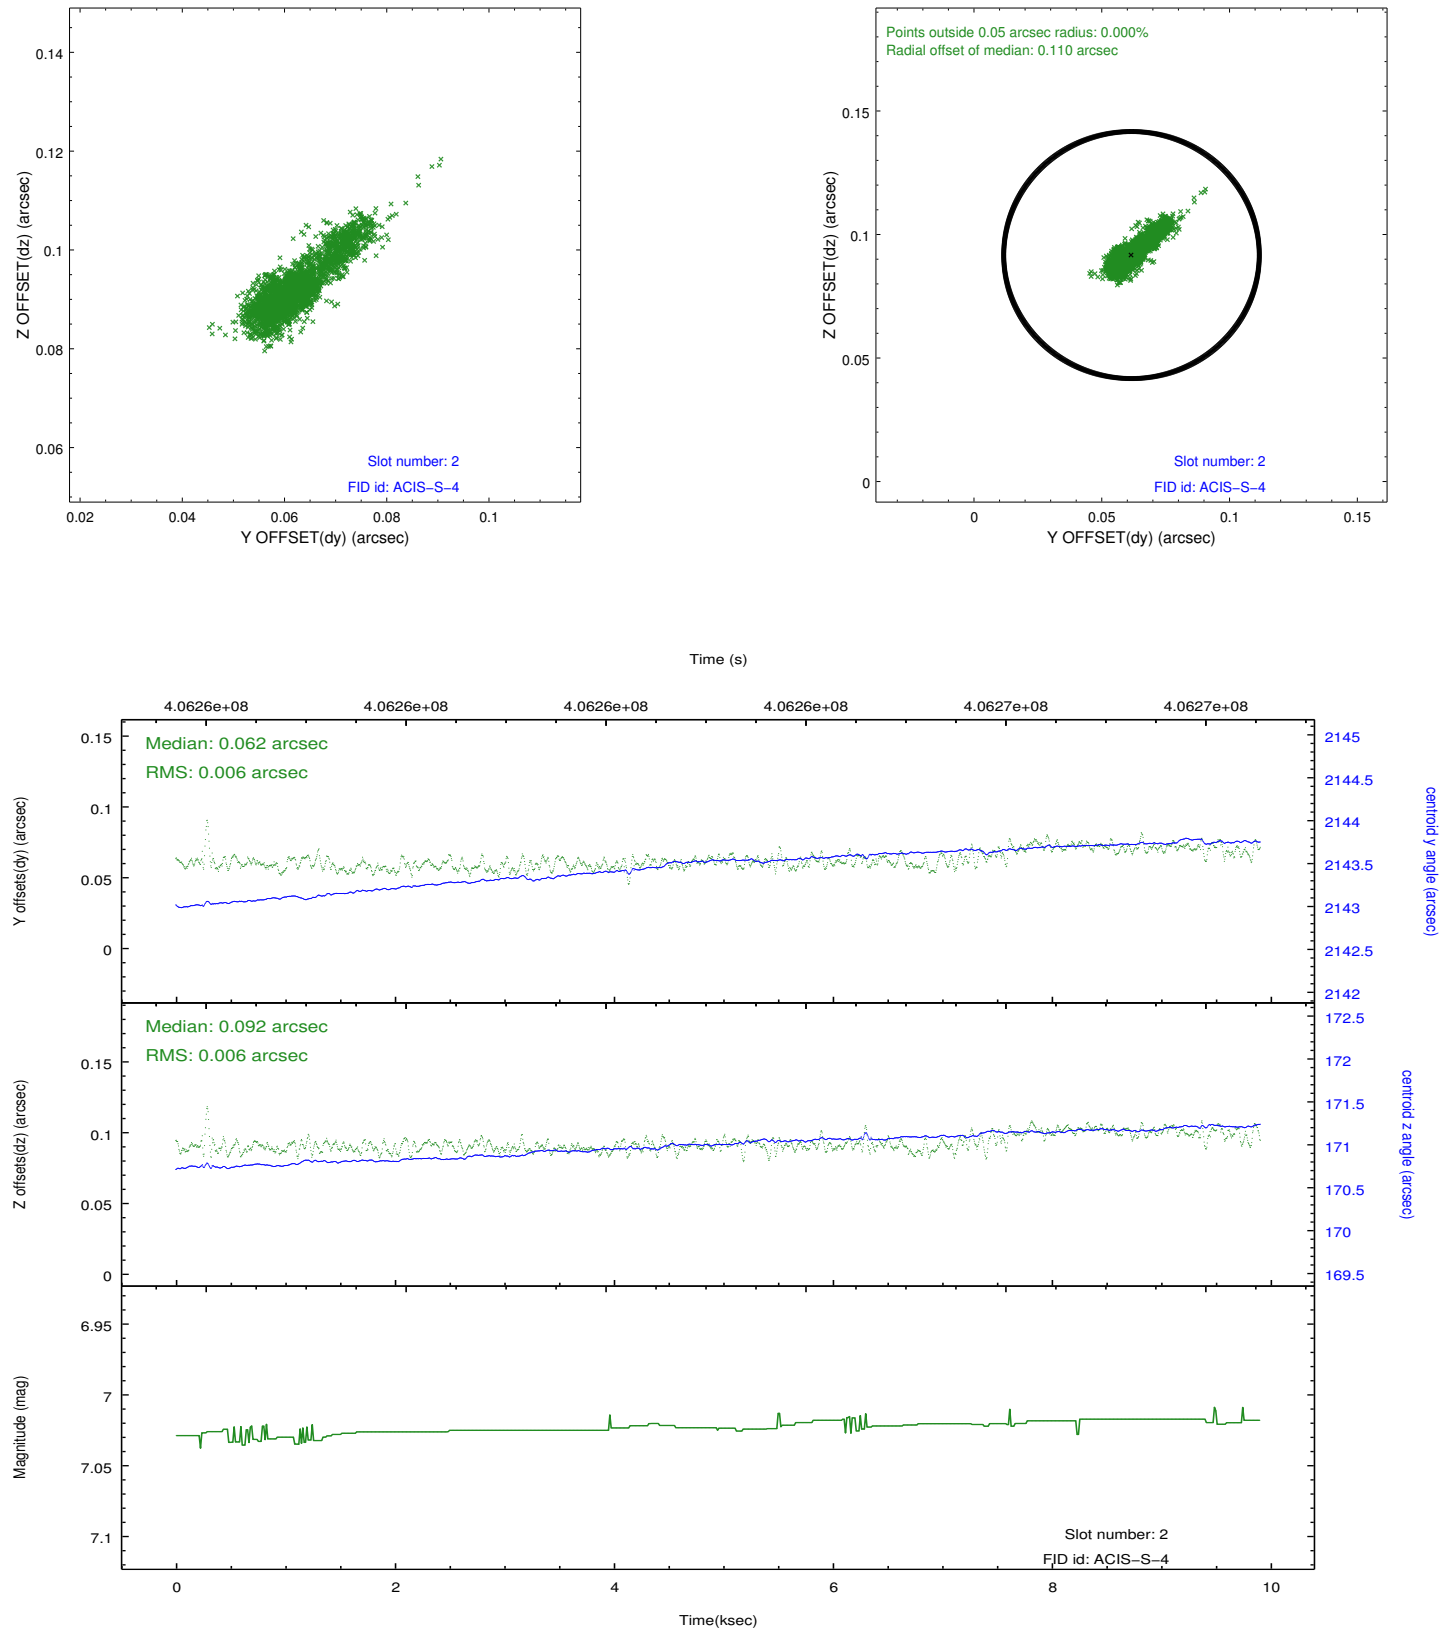 0.14
0.12
0.1
0.08
0.06
Z OFFSET(dz) (arcsec)
Slot number: 2
FID id: ACIS-S-4
0.02 0.04 0.06 0.08 0.1
Y OFFSET(dy) (arcsec)
Points outside 0.05 arcsec radius: 0.000%
Radial offset of median: 0.110 arcsec
0.15
0.1
0.05
0
Z OFFSET(dz) (arcsec)
Slot number: 2
FID id: ACIS-S-4
0 0.05 0.1 0.15
Y OFFSET(dy) (arcsec)
Time (s)
4.0626e+08 4.0626e+08 4.0626e+08 4.0626e+08 4.0627e+08 4.0627e+08
Median: 0.062 arcsec
RMS: 0.006 arcsec
0.15
0.1
0.05
0
Y offsets(dy) (arcsec)
2145
2144.5
2144
2143.5
2143
2142.5
2142
centroid y angle (arcsec)
Median: 0.092 arcsec
RMS: 0.006 arcsec
0.15
0.1
0.05
0
Z offsets(dz) (arcsec)
172.5
172
171.5
171
170.5
170
169.5
centroid z angle (arcsec)
6.95
7
7.05
7.1
Magnitude (mag)
Slot number: 2
FID id: ACIS-S-4
0 2 4 6 8 10
Time(ksec)